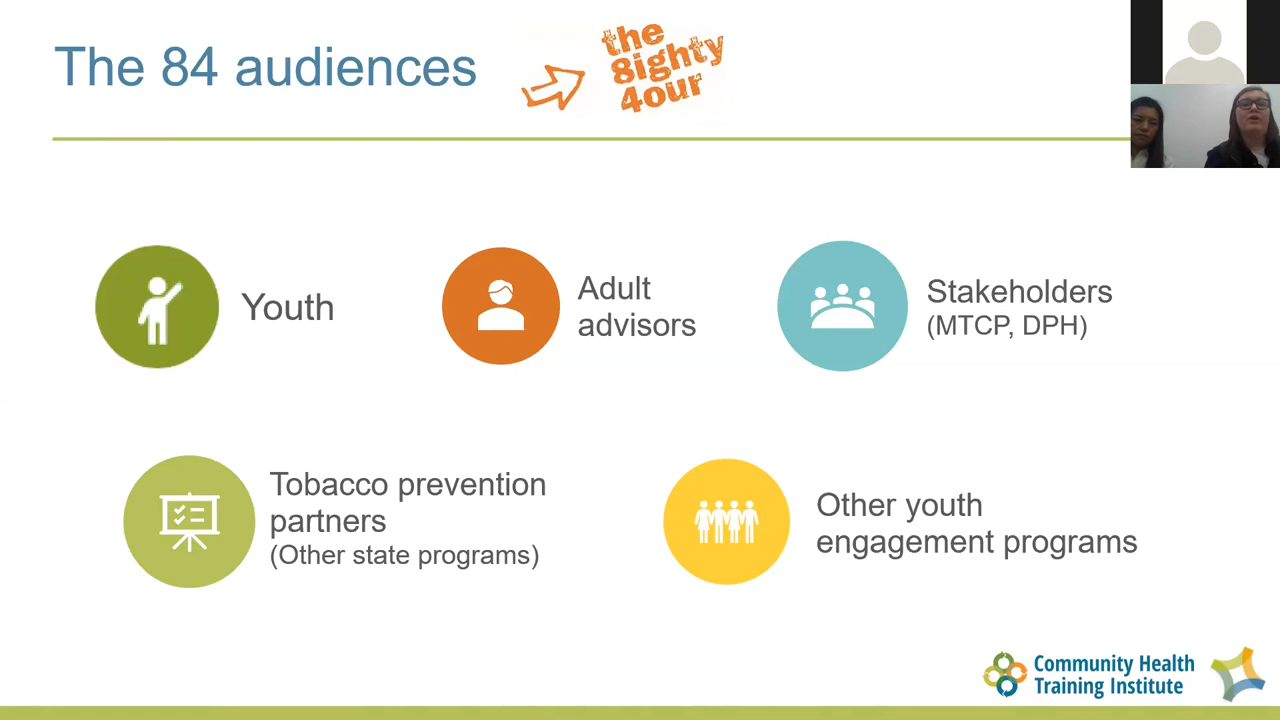 The 84 audiences
the
8ighty
4our
Youth
Adult
advisors
Stakeholders
(MTCP, DPH)
Tobacco prevention
partners
(Other state programs)
Other youth
engagement programs
Community Health
Training Institute